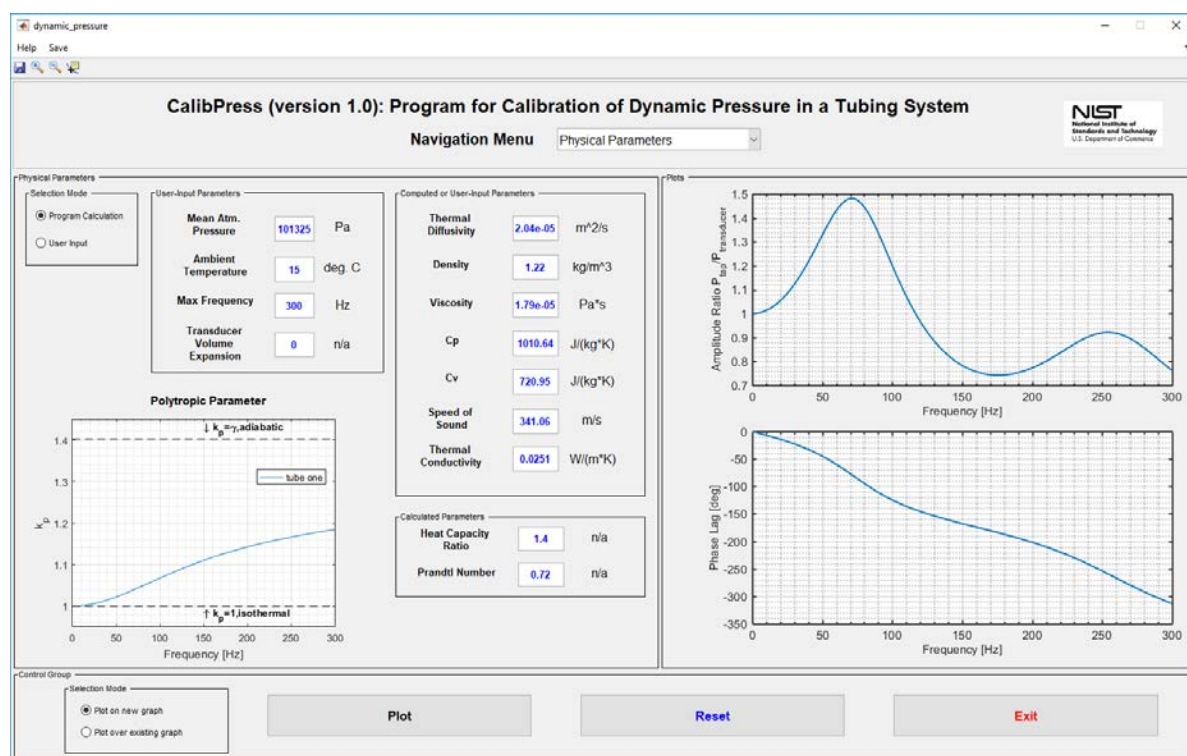 dynamic_pressure
Help Save
CalibPress (version 1.0): Program for Calibration of Dynamic Pressure in a Tubing System
Navigation Menu Physical Parameters
NIST
National Institute of
Standards and Technology
U.S. Department of Commerce
Physical Parameters
Selection Mode
Program Calculation
User Input
User-Input Parameters
Mean Atm.
Pressure
101325 Pa
Ambient
Temperature
15 deg. C
Max Frequency 300 Hz
Transducer
Volume
Expansion
0 n/a
Polytropic Parameter
↓ k_p=γ,adiabatic
tube one
↑ k_p=1,isothermal
k_p
1.4
1.3
1.2
1.1
1
0 50 100 150 200 250 300
Frequency [Hz]
Computed or User-Input Parameters
Thermal
Diffusivity
2.04e-05 m^2/s
Density 1.22 kg/m^3
Viscosity 1.79e-05 Pa*s
Cp 1010.64 J/(kg*K)
Cv 720.95 J/(kg*K)
Speed of
Sound
341.06 m/s
Thermal
Conductivity
0.0251 W/(m*K)
Calculated Parameters
Heat Capacity
Ratio
1.4 n/a
Prandtl Number 0.72 n/a
Plots
Amplitude Ratio P_tap/P_transducer
1.5
1.4
1.3
1.2
1.1
1
0.9
0.8
0.7
0 50 100 150 200 250 300
Frequency [Hz]
Phase Lag [deg]
0
-50
-100
-150
-200
-250
-300
-350
0 50 100 150 200 250 300
Frequency [Hz]
Control Group
Selection Mode
Plot on new graph
Plot over existing graph
Plot
Reset
Exit